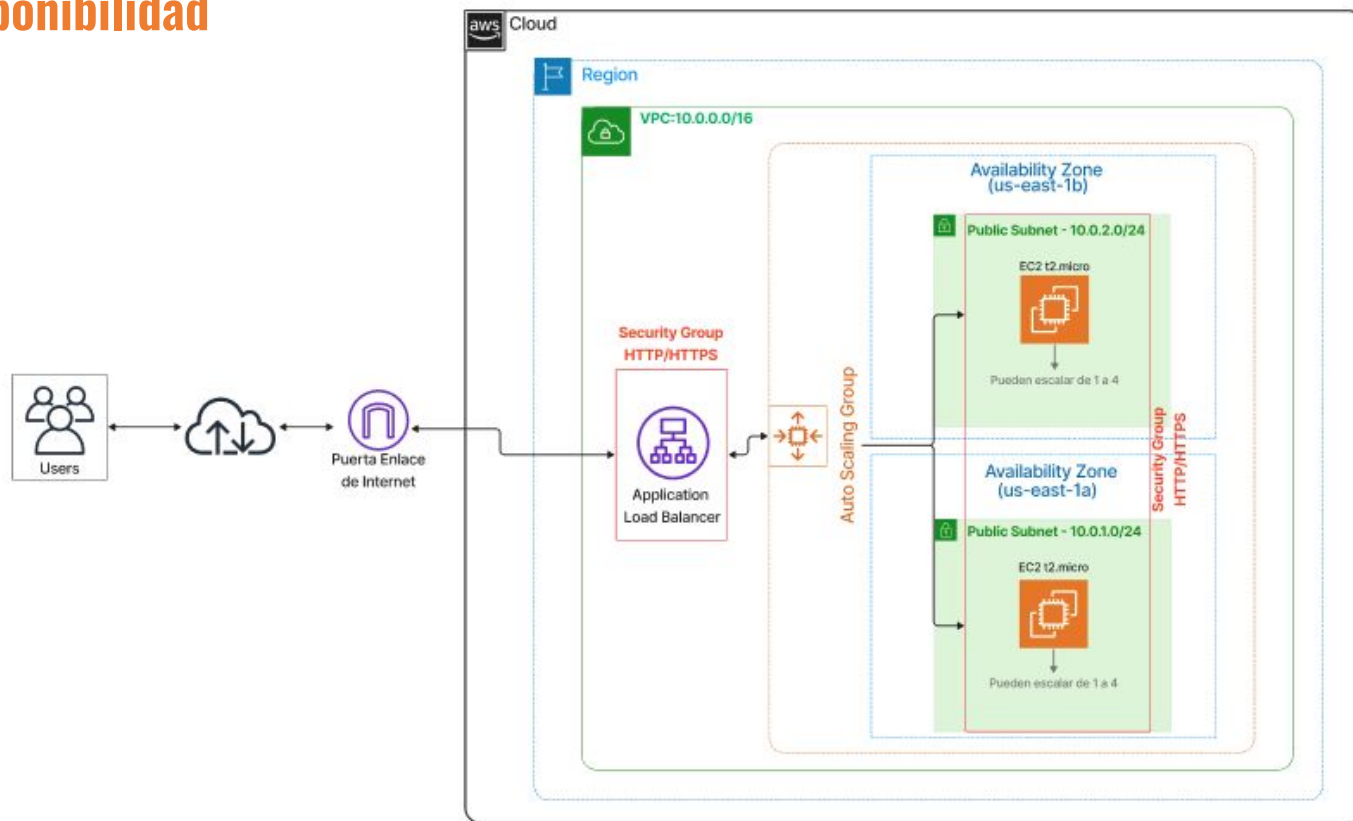 ponibilidad
aws Cloud
Region
VPC:10.0.0.0/16
Availability Zone
(us-east-1b)
Public Subnet - 10.0.2.0/24
EC2 t2.micro
Pueden escalar de 1 a 4
Security Group
HTTP/HTTPS
Users
Puerta Enlace
de Internet
Application
Load Balancer
Auto Scaling Group
Security Group
HTTP/HTTPS
Availability Zone
(us-east-1a)
Public Subnet - 10.0.1.0/24
EC2 t2.micro
Pueden escalar de 1 a 4